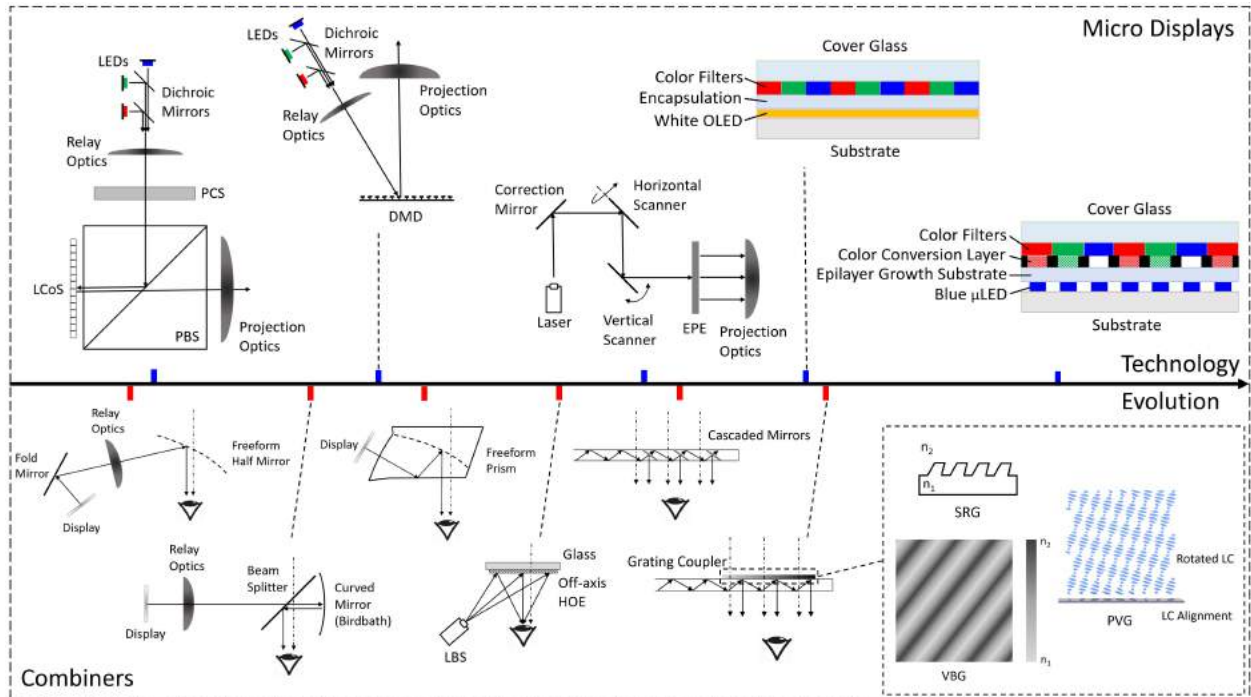 Micro Displays
LEDs
Dichroic
Mirrors
Relay
Optics
PCS
LCoS
PBS
Projection
Optics
LEDs
Dichroic
Mirrors
Relay
Optics
Projection
Optics
DMD
Correction
Mirror
Horizontal
Scanner
Laser
Vertical
Scanner
EPE
Projection
Optics
Cover Glass
Color Filters
Encapsulation
White OLED
Substrate
Cover Glass
Color Filters
Color Conversion Layer
Epilayer Growth Substrate
Blue μLED
Substrate
Technology
Evolution
Relay
Optics
Fold
Mirror
Freeform
Half Mirror
Display
Display
Freeform
Prism
Cascaded Mirrors
Relay
Optics
Beam
Splitter
Curved
Mirror
(Birdbath)
Display
Glass
Off-axis
HOE
LBS
Grating Coupler
n2
n1
SRG
n2
n1
VBG
Rotated LC
LC Alignment
PVG
Combiners